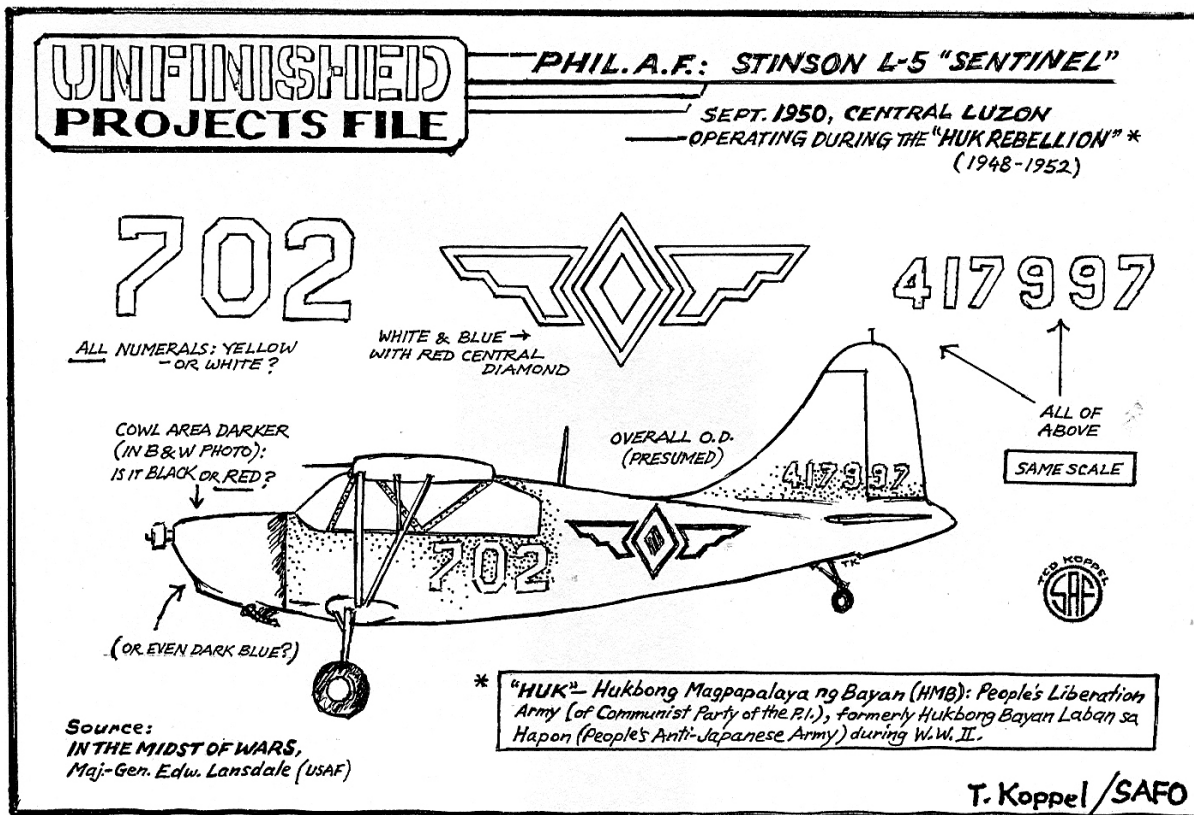 UNFINISHED
PROJECTS FILE
PHIL. A.F.: STINSON L-5 "SENTINEL"
SEPT. 1950, CENTRAL LUZON
OPERATING DURING THE "HUK REBELLION" *
(1948-1952)
702
417997
ALL NUMERALS: YELLOW
- OR WHITE?
WHITE & BLUE →
WITH RED CENTRAL
DIAMOND
ALL OF
ABOVE
SAME SCALE
COWL AREA DARKER
(IN B&W PHOTO):
IS IT BLACK OR RED?
OVERALL O.D.
(PRESUMED)
417997
702
TK
TED KOPPEL
SAF
(OR EVEN DARK BLUE?)
* "HUK"- Hukbong Magpapalaya ng Bayan (HMB): People's Liberation
Army (of Communist Party of the P.I.), formerly Hukbong Bayan Laban sa
Hapon (People's Anti-Japanese Army) during W.W. II.
Source:
IN THE MIDST OF WARS,
Maj.-Gen. Edw. Lansdale (USAF)
T. Koppel/SAFO